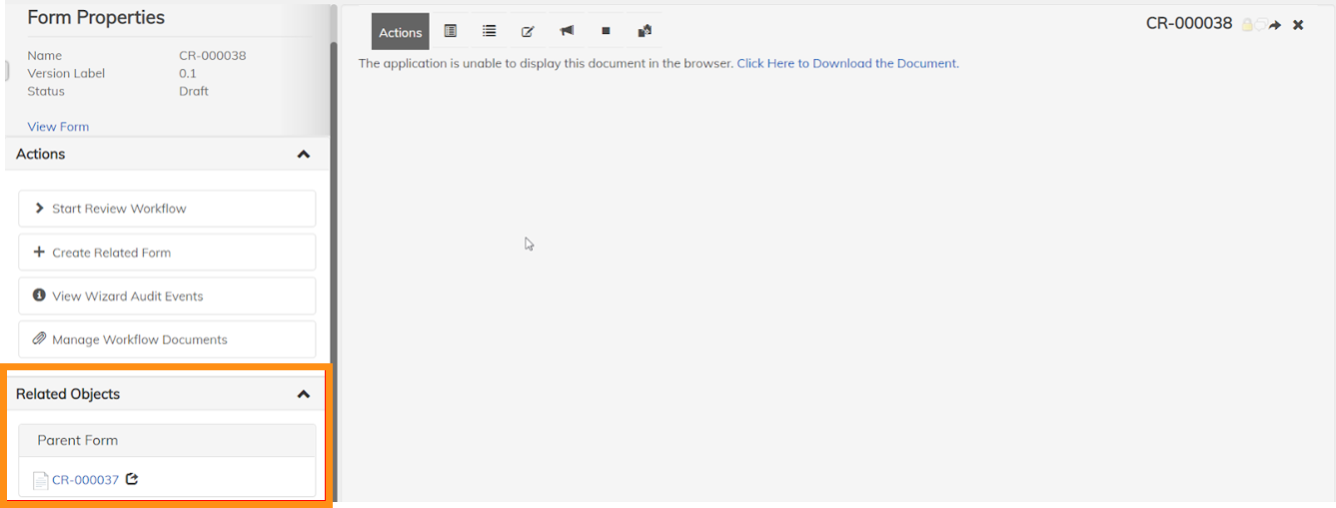 Form Properties
Name CR-000038
Version Label 0.1
Status Draft
View Form
Actions
Start Review Workflow
Create Related Form
View Wizard Audit Events
Manage Workflow Documents
Related Objects
Parent Form
CR-000037
Actions
CR-000038
The application is unable to display this document in the browser. Click Here to Download the Document.